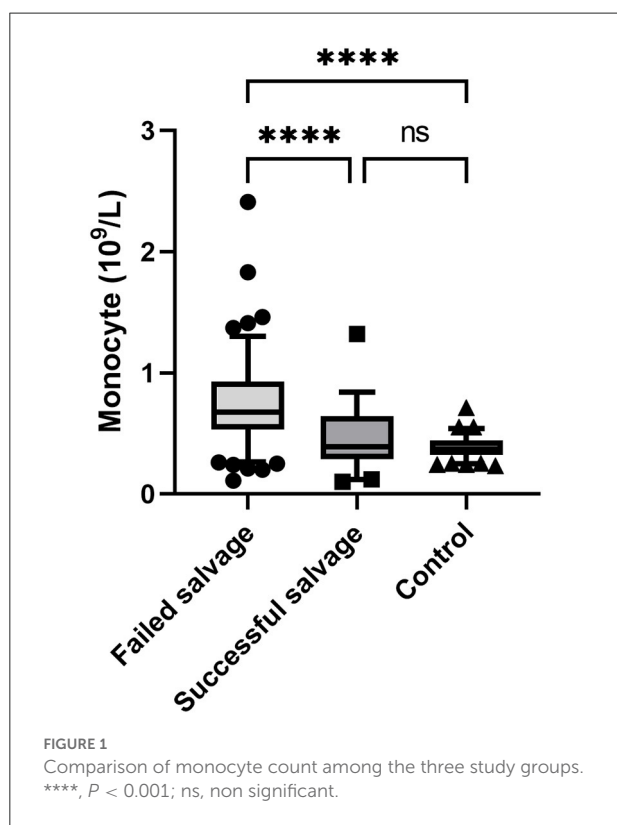 ****
**** ns
3
2
1
0
Monocyte (10⁹/L)
Failed salvage
Successful salvage
Control
FIGURE 1
Comparison of monocyte count among the three study groups.
****, P < 0.001; ns, non significant.